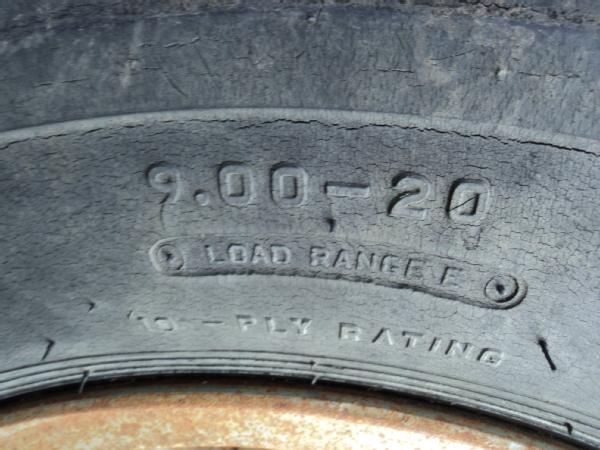 9.00-20
LOAD RANGE E
10-PLY RATING